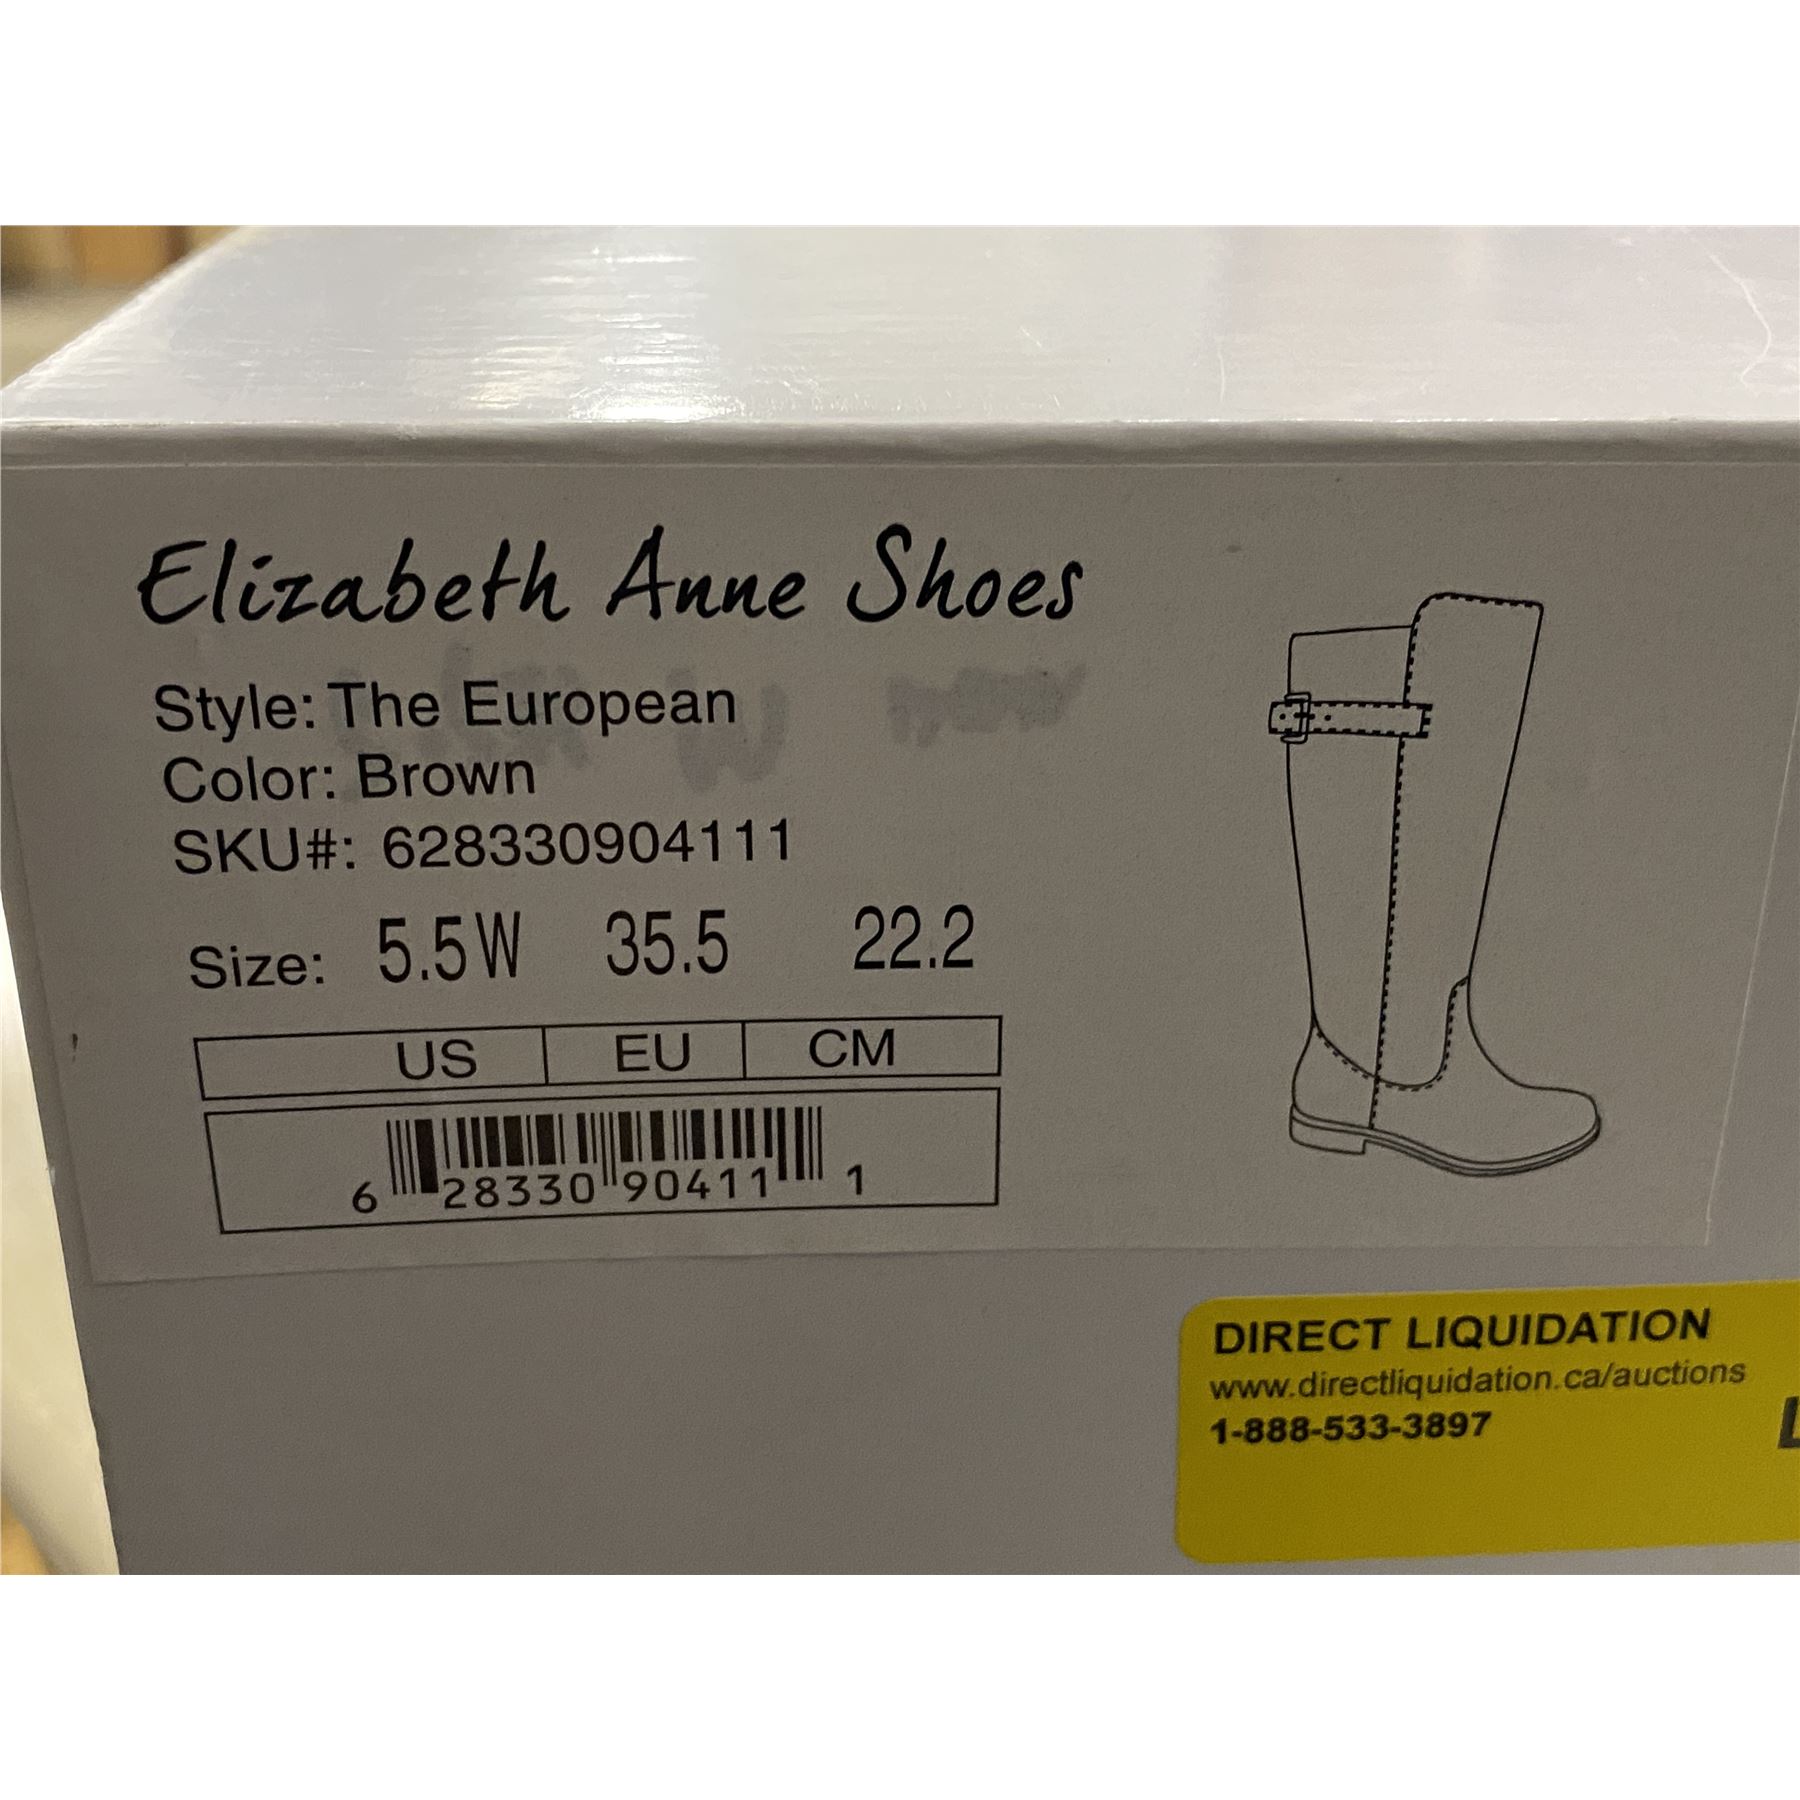 Elizabeth Anne Shoes
Style: The European
Color: Brown
SKU#: 628330904111
Size: 5.5W 35.5 22.2
US EU CM
6 28330 90411 1
DIRECT LIQUIDATION
www.directliquidation.ca/auctions
1-888-533-3897